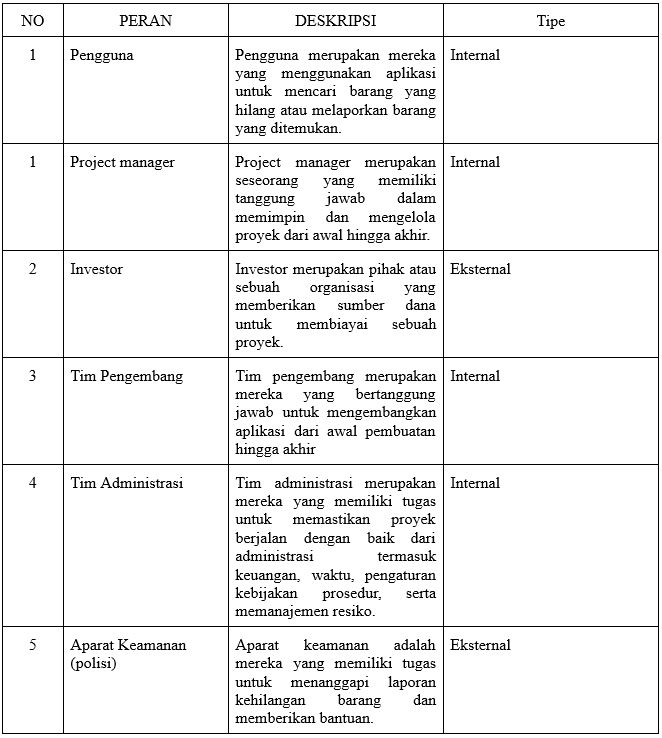 NO PERAN DESKRIPSI Tipe
1 Pengguna Pengguna merupakan mereka Internal
yang menggunakan aplikasi
untuk mencari barang yang
hilang atau melaporkan barang
yang ditemukan.
1 Project manager Project manager merupakan Internal
seseorang yang memiliki
tanggung jawab dalam
memimpin dan mengelola
proyek dari awal hingga akhir.
2 Investor Investor merupakan pihak atau Eksternal
sebuah organisasi yang
memberikan sumber dana
untuk membiayai sebuah
proyek.
3 Tim Pengembang Tim pengembang merupakan Internal
mereka yang bertanggung
jawab untuk mengembangkan
aplikasi dari awal pembuatan
hingga akhir
4 Tim Administrasi Tim administrasi merupakan Internal
mereka yang memiliki tugas
untuk memastikan proyek
berjalan dengan baik dari
administrasi termasuk
keuangan, waktu, pengaturan
kebijakan prosedur, serta
memanajemen resiko.
5 Aparat Keamanan Aparat keamanan adalah Eksternal
(polisi) mereka yang memiliki tugas
untuk menanggapi laporan
kehilangan barang dan
memberikan bantuan.